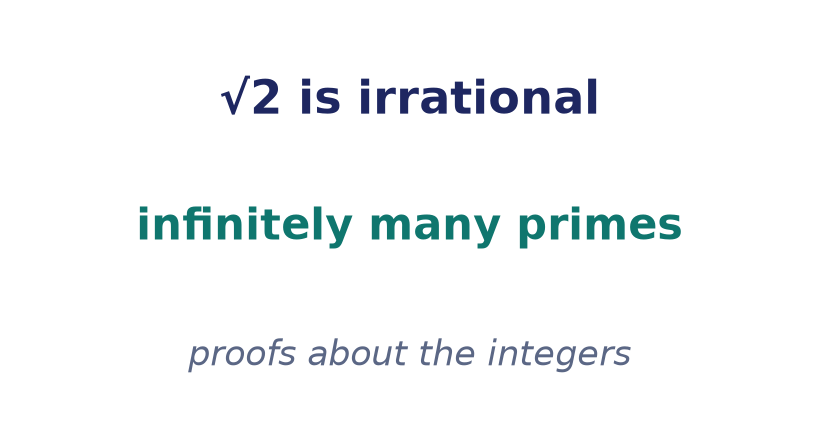 √2 is irrational
infinitely many primes
proofs about the integers